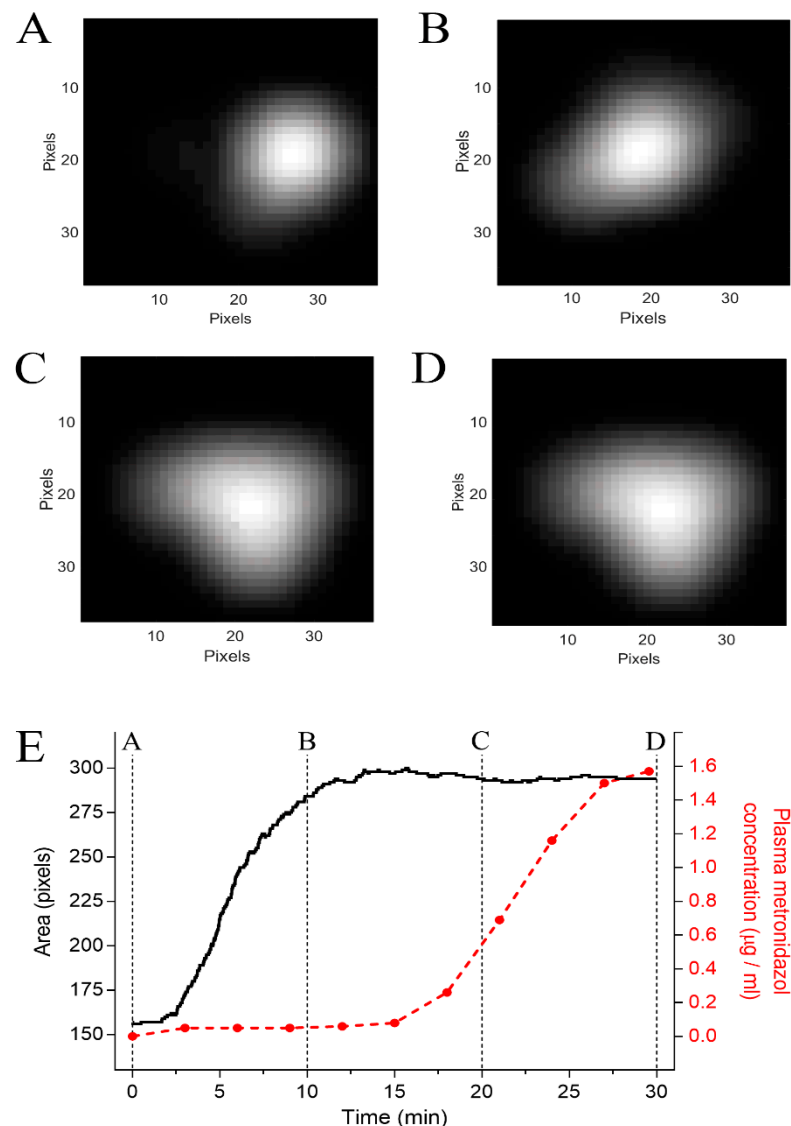 A
B
10
20
30
Pixels
10
20
30
Pixels
10
20
30
Pixels
10
20
30
Pixels
C
D
10
20
30
Pixels
10
20
30
Pixels
10
20
30
Pixels
10
20
30
Pixels
E
A
B
C
D
300
275
250
225
200
175
150
Area (pixels)
1.6
1.4
1.2
1.0
0.8
0.6
0.4
0.2
0.0
Plasma metronidazol
concentration (μg / ml)
0
5
10
15
20
25
30
Time (min)